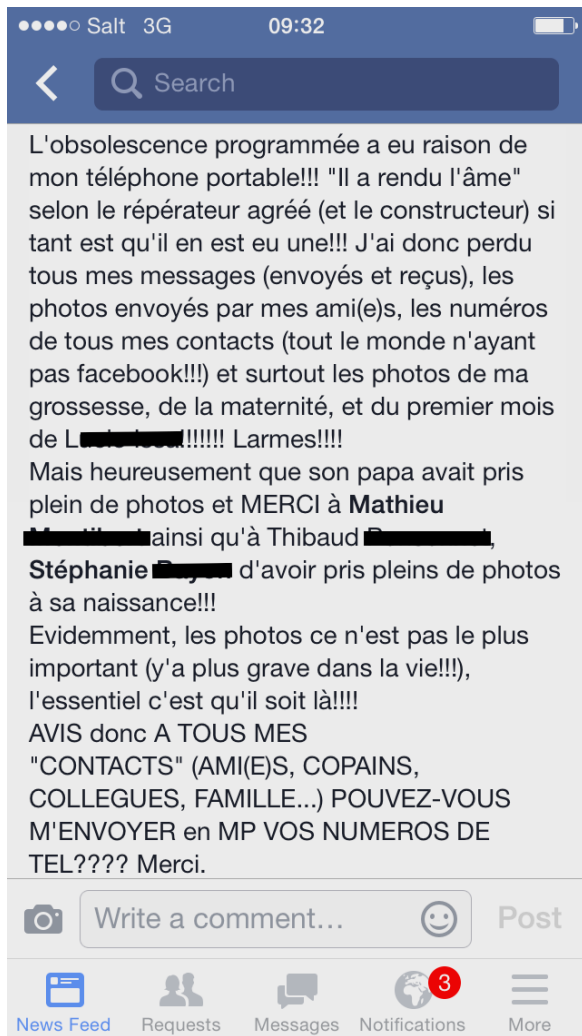 Salt 3G 09:32
Search
L'obsolescence programmée a eu raison de
mon téléphone portable!!! "Il a rendu l'âme"
selon le répérateur agréé (et le constructeur) si
tant est qu'il en est eu une!!! J'ai donc perdu
tous mes messages (envoyés et reçus), les
photos envoyés par mes ami(e)s, les numéros
de tous mes contacts (tout le monde n'ayant
pas facebook!!!) et surtout les photos de ma
grossesse, de la maternité, et du premier mois
de !!!!!!! Larmes!!!!
Mais heureusement que son papa avait pris
plein de photos et MERCI à Mathieu
ainsi qu'à Thibaud ,
Stéphanie d'avoir pris pleins de photos
à sa naissance!!!
Evidemment, les photos ce n'est pas le plus
important (y'a plus grave dans la vie!!!),
l'essentiel c'est qu'il soit là!!!!
AVIS donc A TOUS MES
"CONTACTS" (AMI(E)S, COPAINS,
COLLEGUES, FAMILLE...) POUVEZ-VOUS
M'ENVOYER en MP VOS NUMEROS DE
TEL???? Merci.
Write a comment... Post
3
News Feed Requests Messages Notifications More